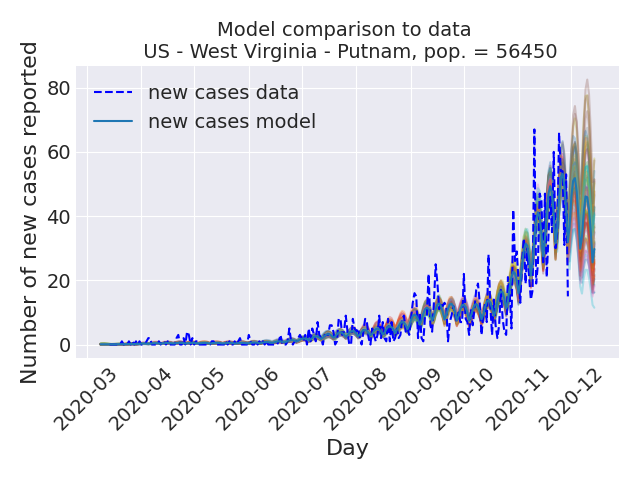 Model comparison to data
US - West Virginia - Putnam, pop. = 56450
Number of new cases reported
80
60
40
20
0
new cases data
new cases model
2020-03
2020-04
2020-05
2020-06
2020-07
2020-08
2020-09
2020-10
2020-11
2020-12
Day